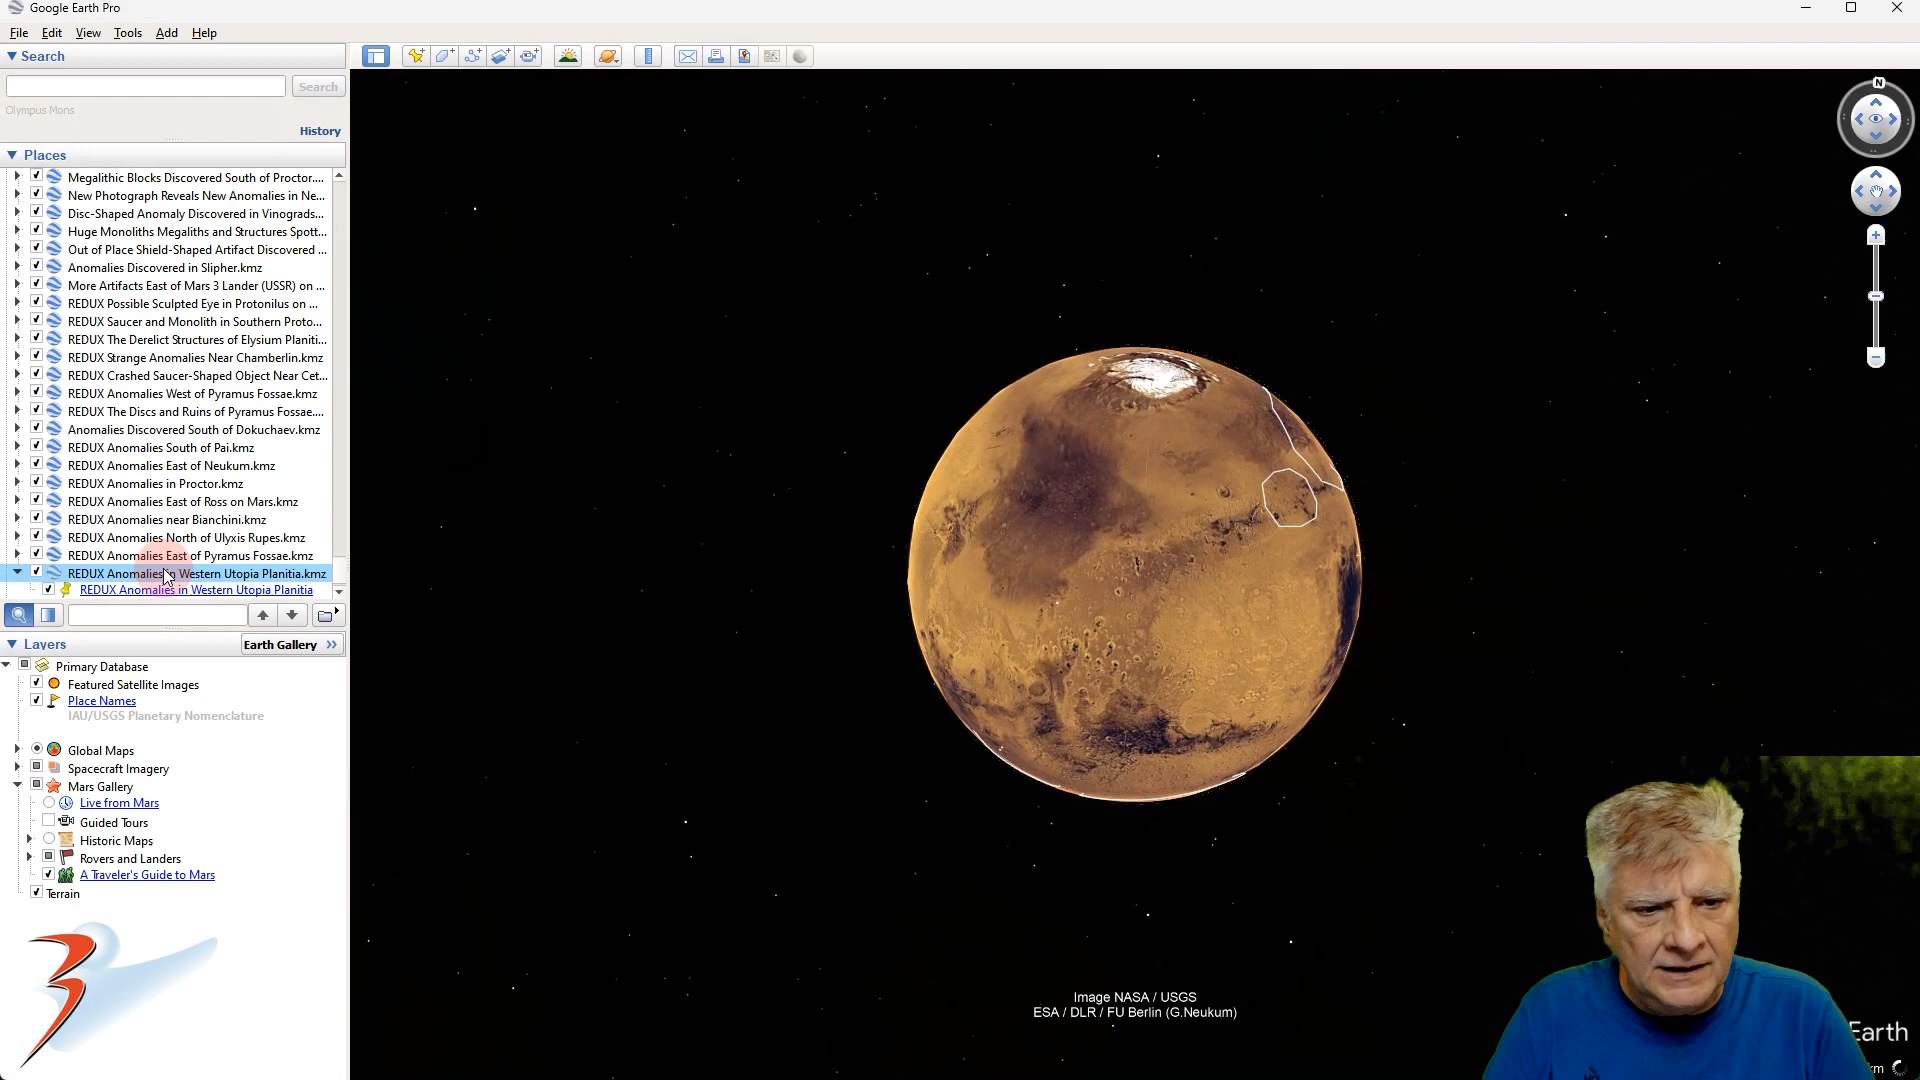 Google Earth Pro
File Edit View Tools Add Help
Search
Search
Olympus Mons
History
Places
Megalithic Blocks Discovered South of Proctor....
New Photograph Reveals New Anomalies in Ne...
Disc-Shaped Anomaly Discovered in Vinograds...
Huge Monoliths Megaliths and Structures Spott...
Out of Place Shield-Shaped Artifact Discovered ...
Anomalies Discovered in Slipher.kmz
More Artifacts East of Mars 3 Lander (USSR) on ...
REDUX Possible Sculpted Eye in Protonilus on ...
REDUX Saucer and Monolith in Southern Proto...
REDUX The Derelict Structures of Elysium Planiti...
REDUX Strange Anomalies Near Chamberlin.kmz
REDUX Crashed Saucer-Shaped Object Near Cet...
REDUX Anomalies West of Pyramus Fossae.kmz
REDUX The Discs and Ruins of Pyramus Fossae....
Anomalies Discovered South of Dokuchaev.kmz
REDUX Anomalies South of Pai.kmz
REDUX Anomalies East of Neukum.kmz
REDUX Anomalies in Proctor.kmz
REDUX Anomalies East of Ross on Mars.kmz
REDUX Anomalies near Bianchini.kmz
REDUX Anomalies North of Ulyxis Rupes.kmz
REDUX Anomalies East of Pyramus Fossae.kmz
REDUX Anomalies in Western Utopia Planitia.kmz
REDUX Anomalies in Western Utopia Planitia
Layers
Earth Gallery »
Primary Database
Featured Satellite Images
Place Names
IAU/USGS Planetary Nomenclature
Global Maps
Spacecraft Imagery
Mars Gallery
Live from Mars
Guided Tours
Historic Maps
Rovers and Landers
A Traveler's Guide to Mars
Terrain
N
Image NASA / USGS
ESA / DLR / FU Berlin (G.Neukum)
Earth
km